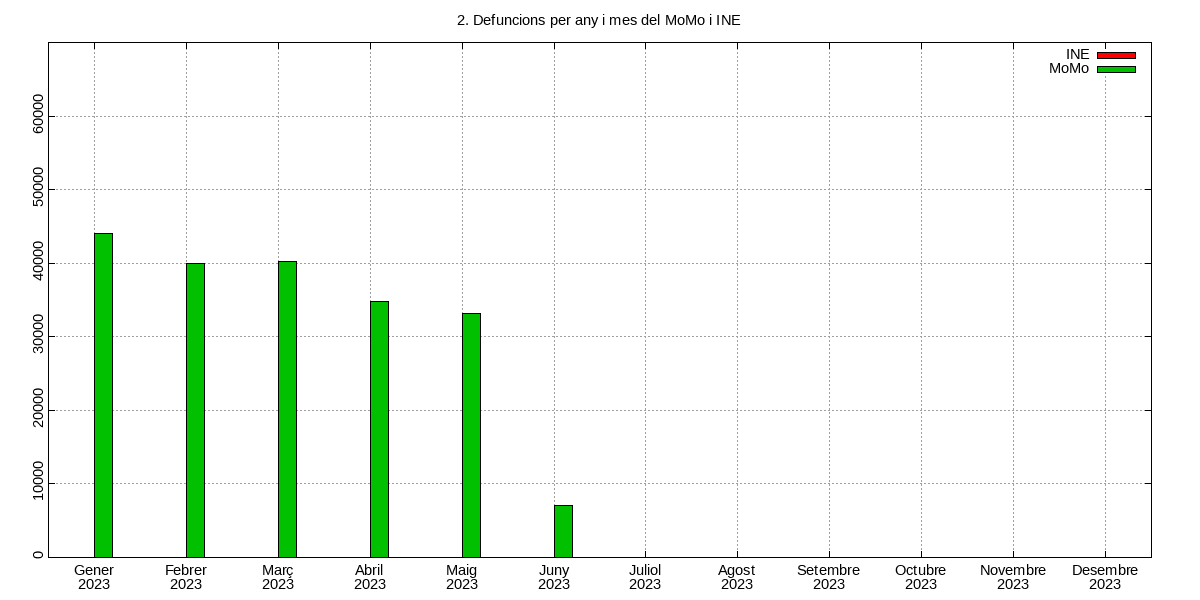 2. Defuncions per any i mes del MoMo i INE
INE
MoMo
60000
50000
40000
30000
20000
10000
0
Gener Febrer Març Abril Maig Juny Juliol Agost Setembre Octubre Novembre Desembre
2023 2023 2023 2023 2023 2023 2023 2023 2023 2023 2023 2023